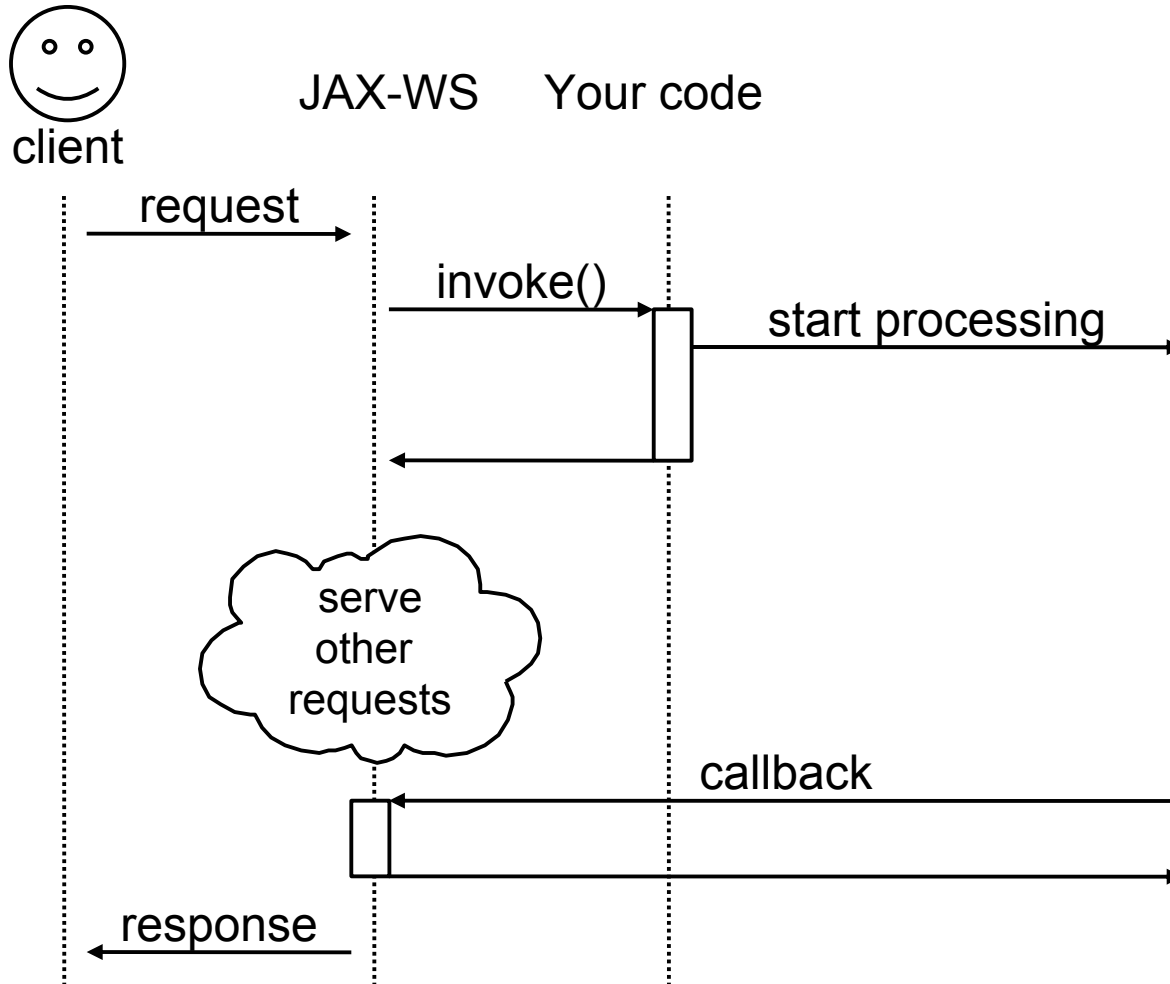 JAX-WS Your code
client
request
invoke()
start processing
serve
other
requests
callback
response